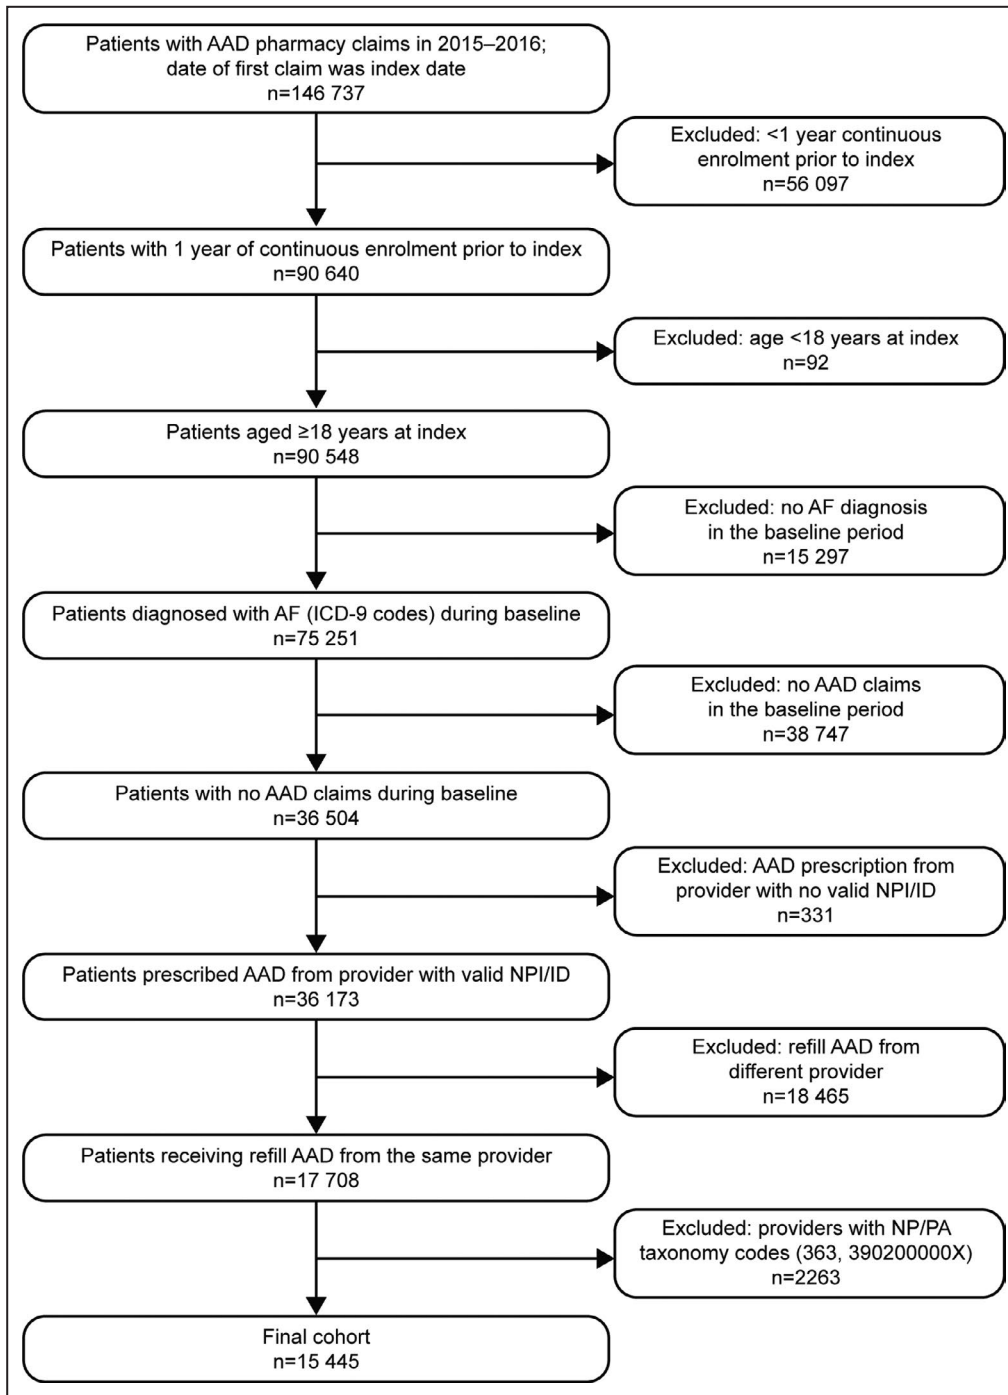 Patients with AAD pharmacy claims in 2015–2016;
date of first claim was index date
n=146 737
Excluded: <1 year continuous
enrolment prior to index
n=56 097
Patients with 1 year of continuous enrolment prior to index
n=90 640
Excluded: age <18 years at index
n=92
Patients aged ≥18 years at index
n=90 548
Excluded: no AF diagnosis
in the baseline period
n=15 297
Patients diagnosed with AF (ICD-9 codes) during baseline
n=75 251
Excluded: no AAD claims
in the baseline period
n=38 747
Patients with no AAD claims during baseline
n=36 504
Excluded: AAD prescription from
provider with no valid NPI/ID
n=331
Patients prescribed AAD from provider with valid NPI/ID
n=36 173
Excluded: refill AAD from
different provider
n=18 465
Patients receiving refill AAD from the same provider
n=17 708
Excluded: providers with NP/PA
taxonomy codes (363, 390200000X)
n=2263
Final cohort
n=15 445